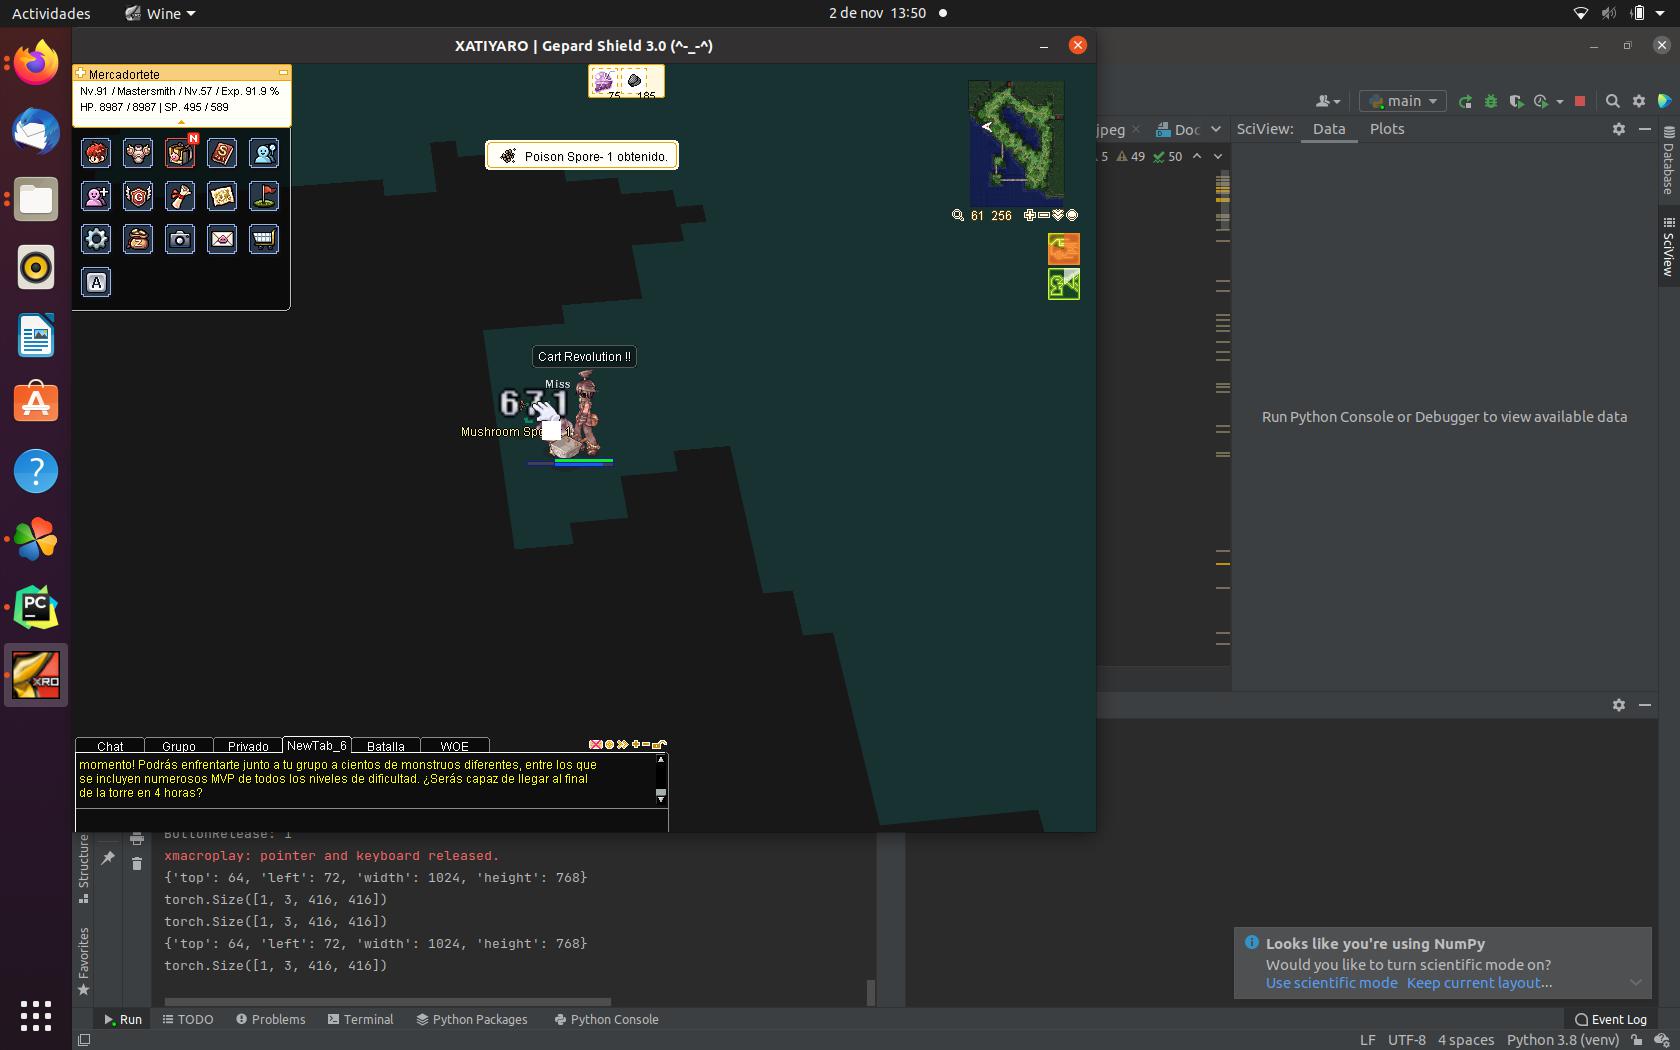 Actividades
Wine
2 de nov 13:50
XATIYARO | Gepard Shield 3.0 (^-_-^)
Mercadortete
Nv.91 / Mastersmith / Nv.57 / Exp. 91.9 %
HP. 8987 / 8987 | SP. 495 / 589
N
A
75
185
Poison Spore- 1 obtenido.
61 256
Cart Revolution !!
Miss
671
Mushroom
Chat
Grupo
Privado
NewTab_6
Batalla
WOE
momento! Podrás enfrentarte junto a tu grupo a cientos de monstruos diferentes, entre los que
se incluyen numerosos MVP de todos los niveles de dificultad. ¿Serás capaz de llegar al final
de la torre en 4 horas?
PC
XRO
main
jpeg
Doc
5
49
50
SciView:
Data
Plots
Database
SciView
Run Python Console or Debugger to view available data
ButtonRelease: 1
xmacroplay: pointer and keyboard released.
{'top': 64, 'left': 72, 'width': 1024, 'height': 768}
torch.Size([1, 3, 416, 416])
torch.Size([1, 3, 416, 416])
{'top': 64, 'left': 72, 'width': 1024, 'height': 768}
torch.Size([1, 3, 416, 416])
Structure
Favorites
Looks like you're using NumPy
Would you like to turn scientific mode on?
Use scientific mode Keep current layout...
Run
TODO
Problems
Terminal
Python Packages
Python Console
Event Log
LF
UTF-8
4 spaces
Python 3.8 (venv)